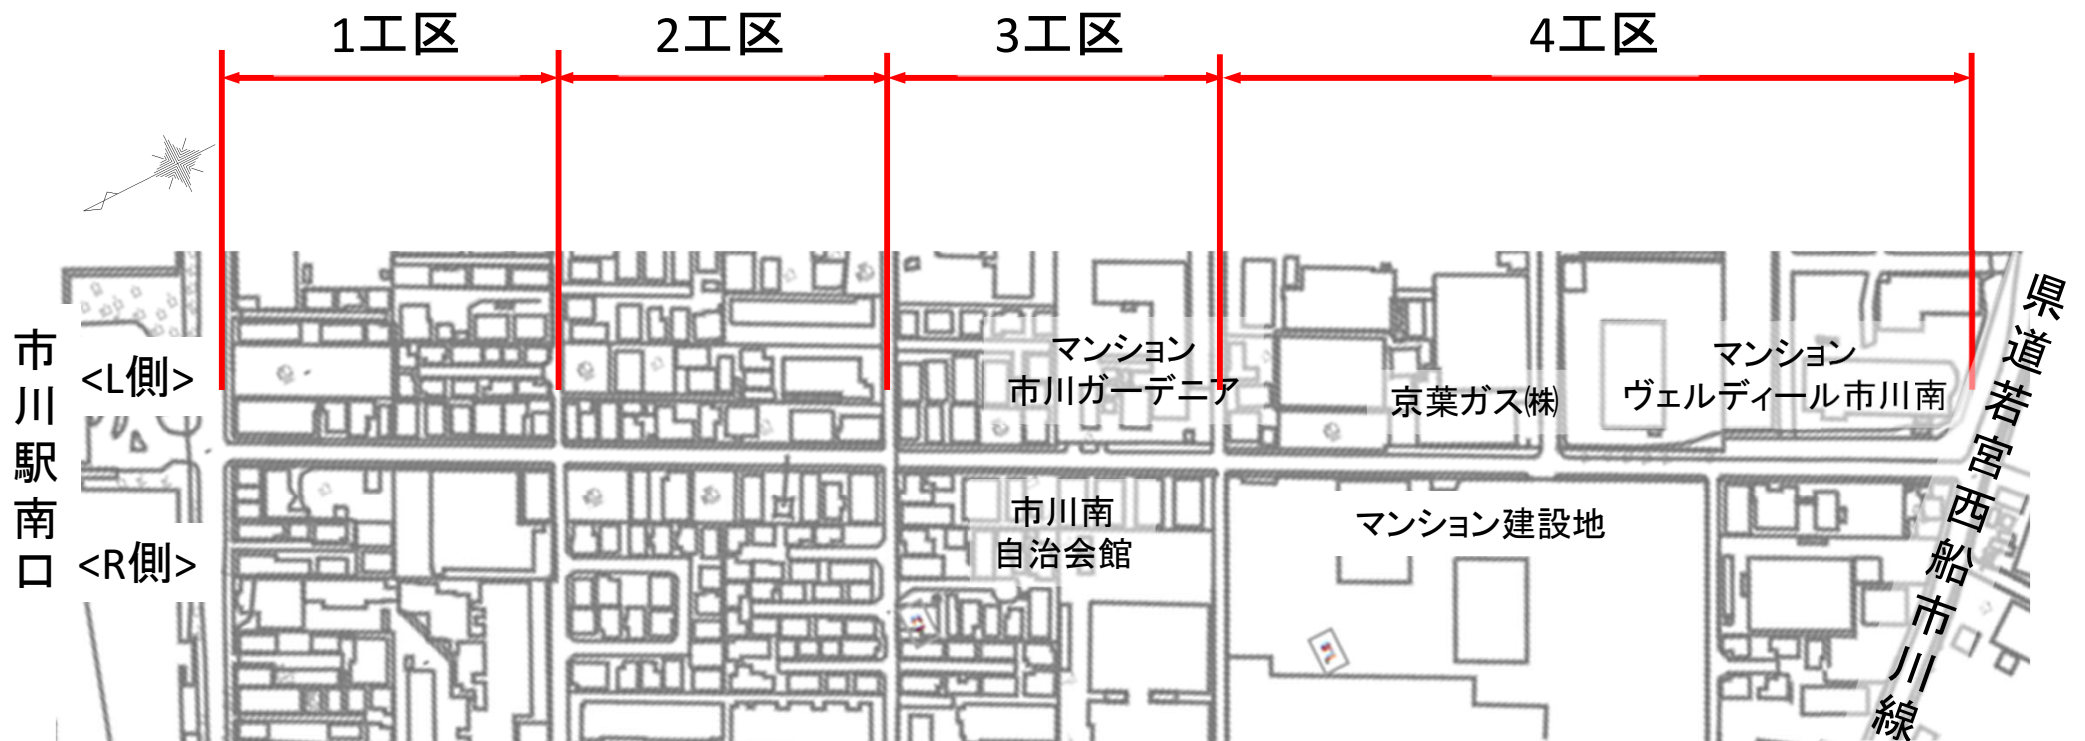 1工区
2工区
3工区
4工区
市川駅南口
<L側>
<R側>
マンション
市川ガーデニア
京葉ガス㈱
マンション
ヴェルディール市川南
市川南
自治会館
マンション建設地
県道若宮西船市川線